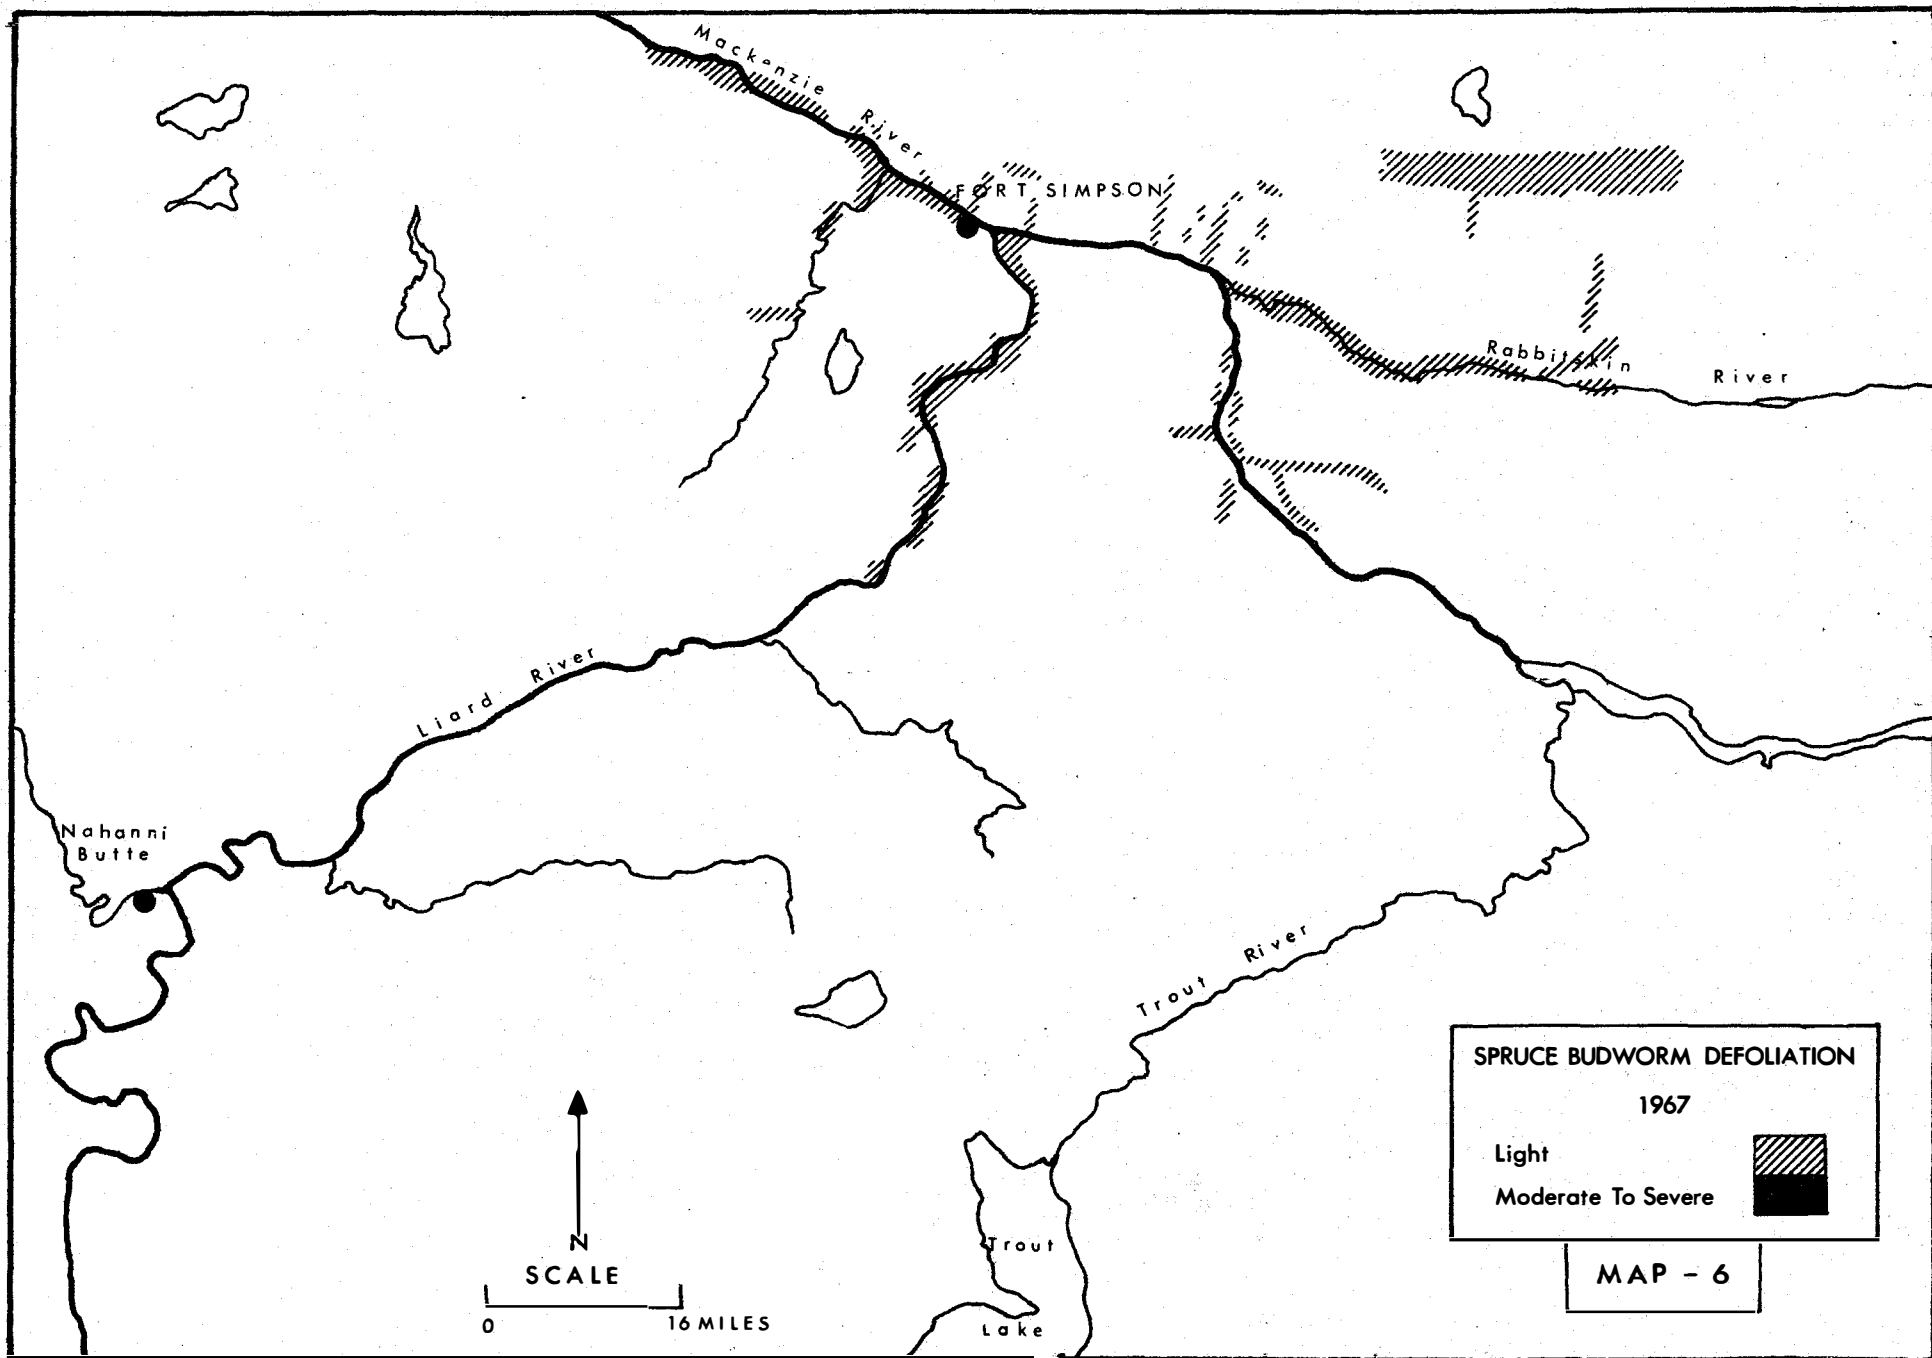 Mackenzie River
FORT SIMPSON
Rabbitskin River
Liard River
Nahanni
Butte
Trout River
SPRUCE BUDWORM DEFOLIATION
1967
Light
Moderate To Severe
N
Trout
SCALE
MAP - 6
0 16 MILES
Lake